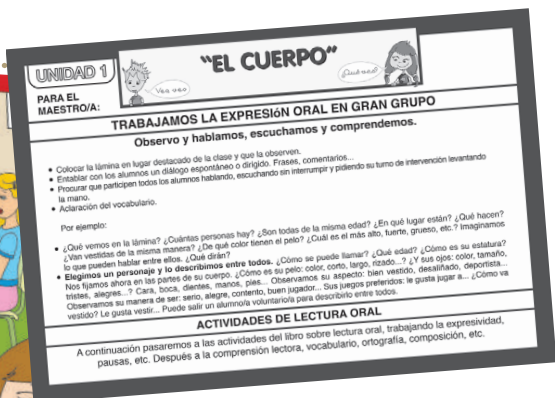 UNIDAD 1
"EL CUERPO"
Veo veo
¿Qué ves?
PARA EL
MAESTRO/A:
TRABAJAMOS LA EXPRESIÓN ORAL EN GRAN GRUPO
Observo y hablamos, escuchamos y comprendemos.
• Colocar la lámina en lugar destacado de la clase y que la observen.
• Entablar con los alumnos un diálogo espontáneo o dirigido. Frases, comentarios...
• Procurar que participen todos los alumnos hablando, escuchando sin interrumpir y pidiendo su turno de intervención levantando
la mano.
• Aclaración del vocabulario.
Por ejemplo:
• ¿Qué vemos en la lámina? ¿Cuántas personas hay? ¿Son todas de la misma edad? ¿En qué lugar están? ¿Qué hacen?
¿Van vestidas de la misma manera? ¿De qué color tienen el pelo? ¿Cuál es el más alto, fuerte, grueso, etc.? Imaginamos
lo que pueden hablar entre ellos. ¿Qué dirán?
• Elegimos un personaje y lo describimos entre todos. ¿Cómo se puede llamar? ¿Qué edad? ¿Cómo es su estatura?
Nos fijamos ahora en las partes de su cuerpo. ¿Cómo es su pelo: color, corto, largo, rizado...? ¿Y sus ojos: color, tamaño,
tristes, alegres...? Cara, boca, dientes, manos, pies... Observamos su aspecto: bien vestido, desaliñado, deportista...
Observamos su manera de ser: serio, alegre, contento, buen jugador... Sus juegos preferidos: le gusta jugar a... ¿Cómo va
vestido? Le gusta vestir... Puede salir un alumno/a voluntario/a para describirlo entre todos.
ACTIVIDADES DE LECTURA ORAL
A continuación pasaremos a las actividades del libro sobre lectura oral, trabajando la expresividad,
pausas, etc. Después a la comprensión lectora, vocabulario, ortografía, composición, etc.